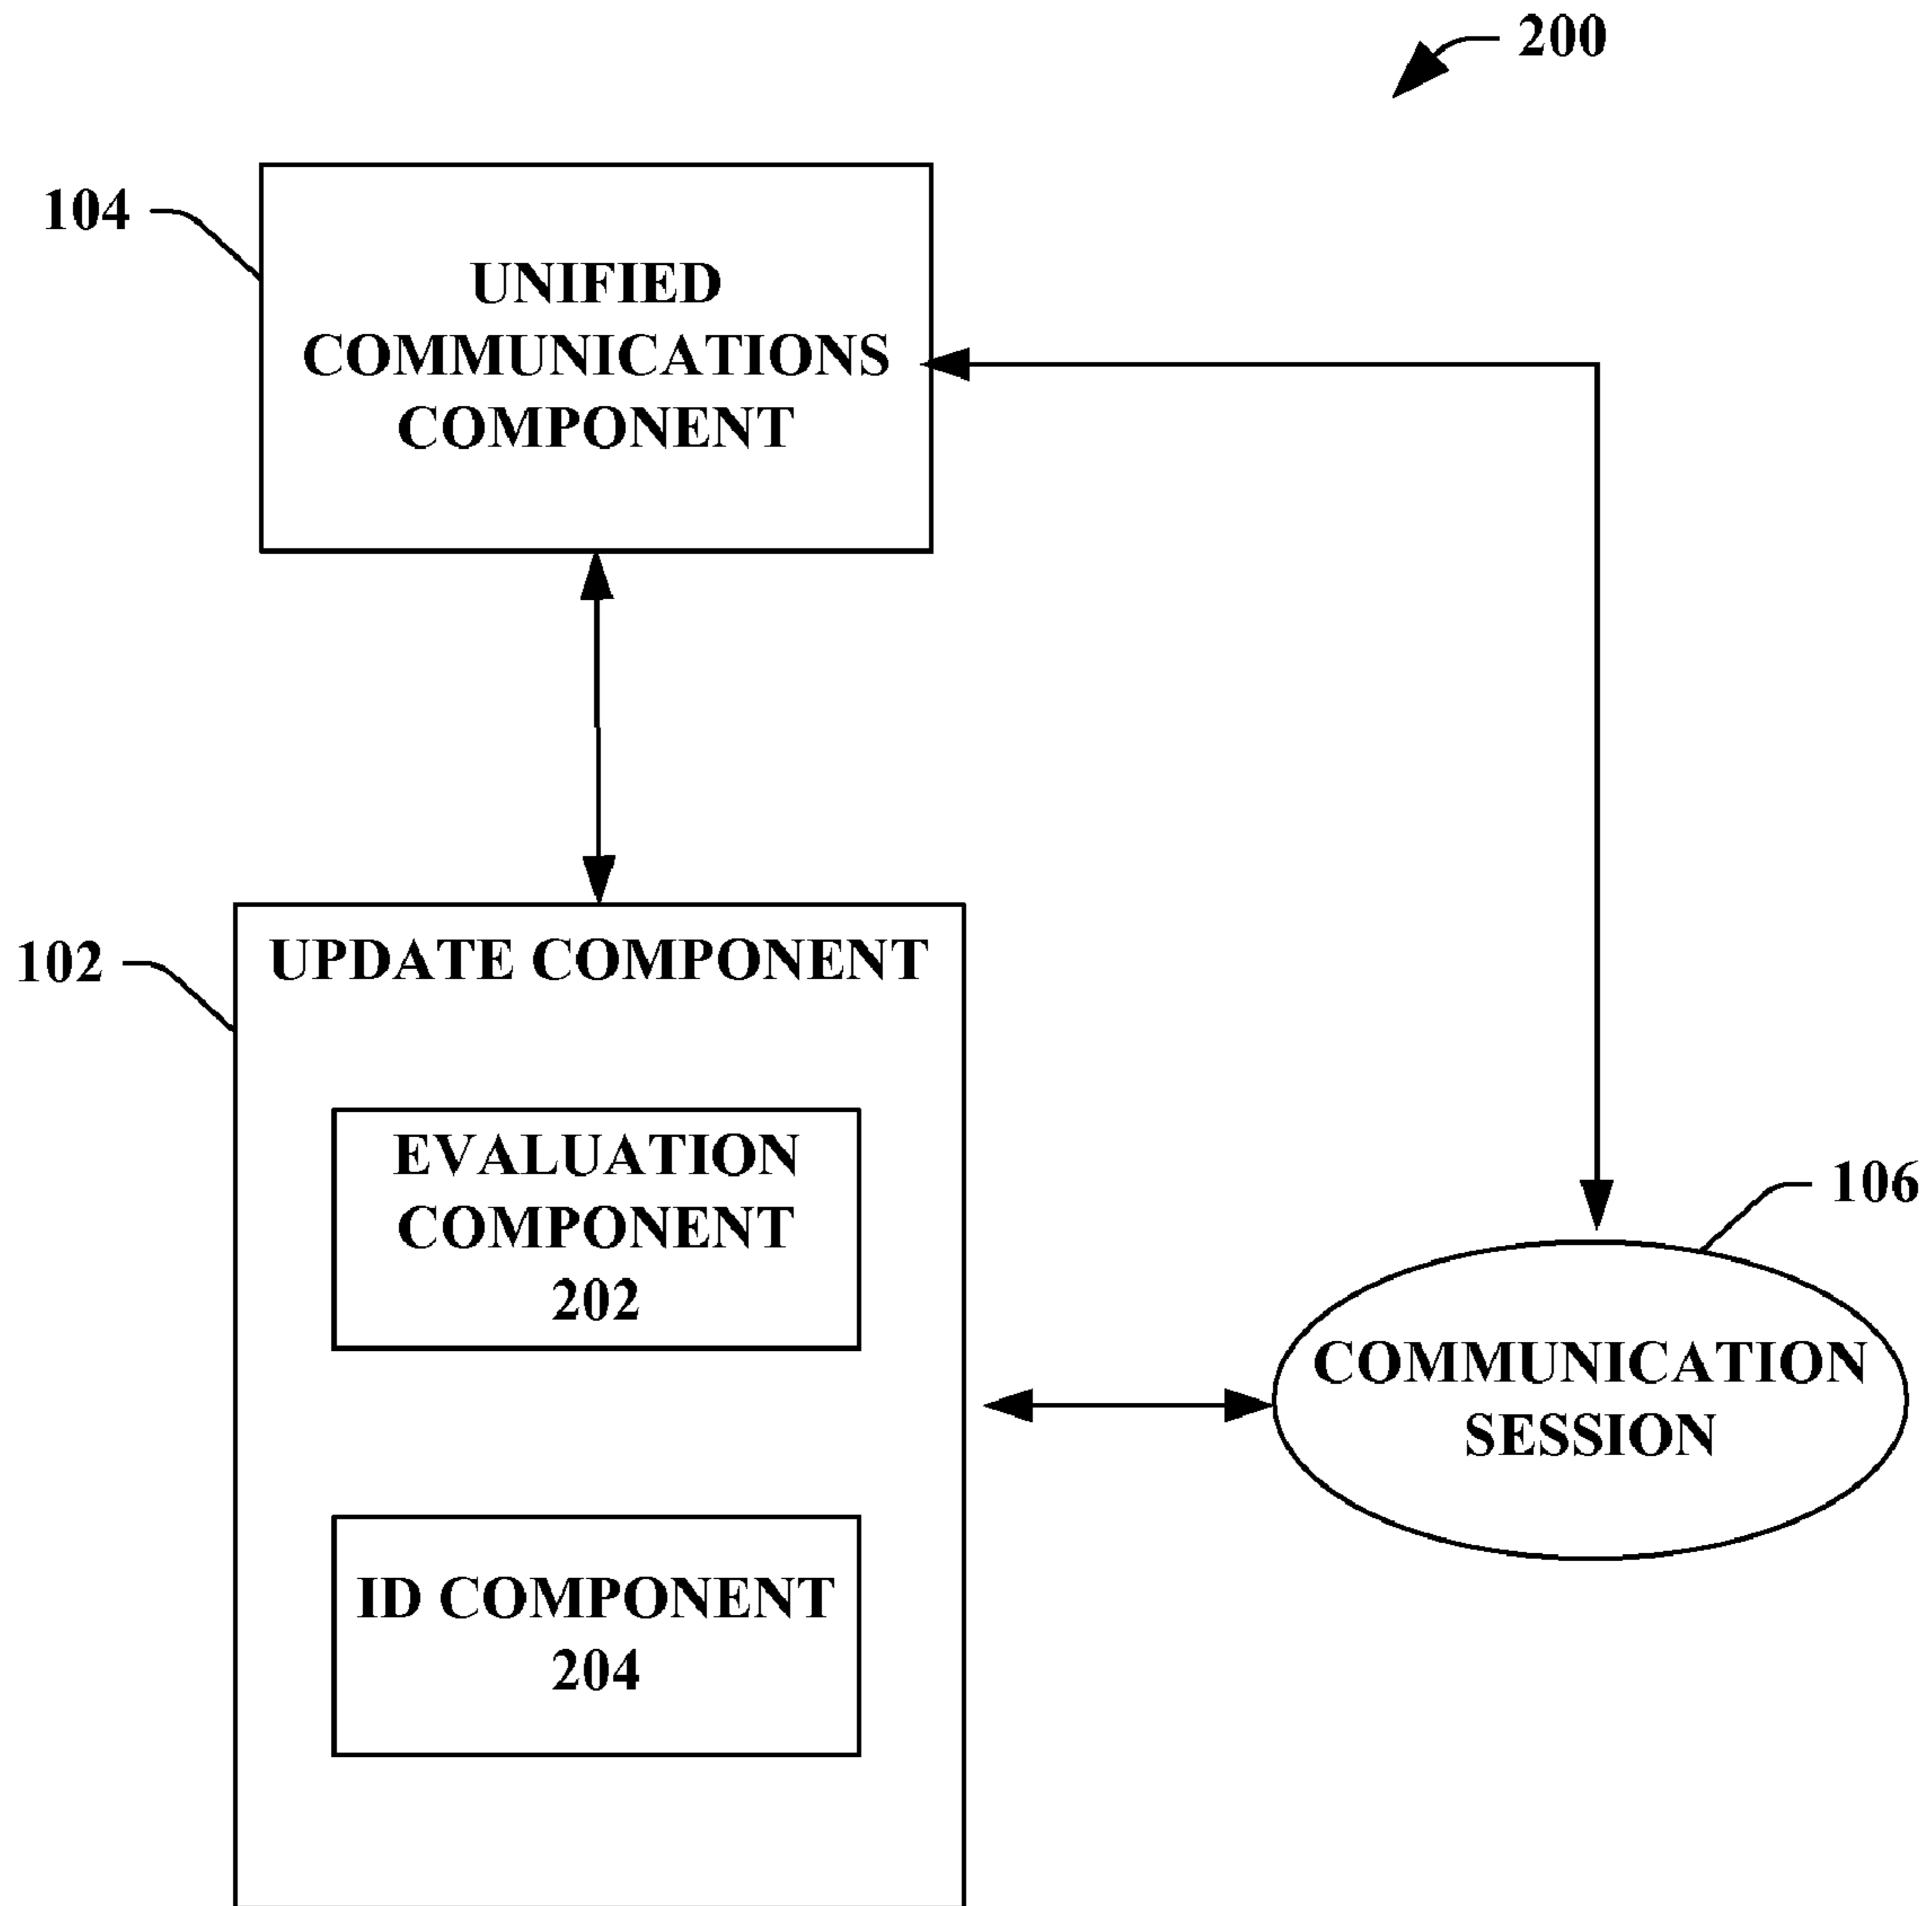 200
104
UNIFIED
COMMUNICATIONS
COMPONENT
102
UPDATE COMPONENT
EVALUATION
COMPONENT
202
106
COMMUNICATION
SESSION
ID COMPONENT
204